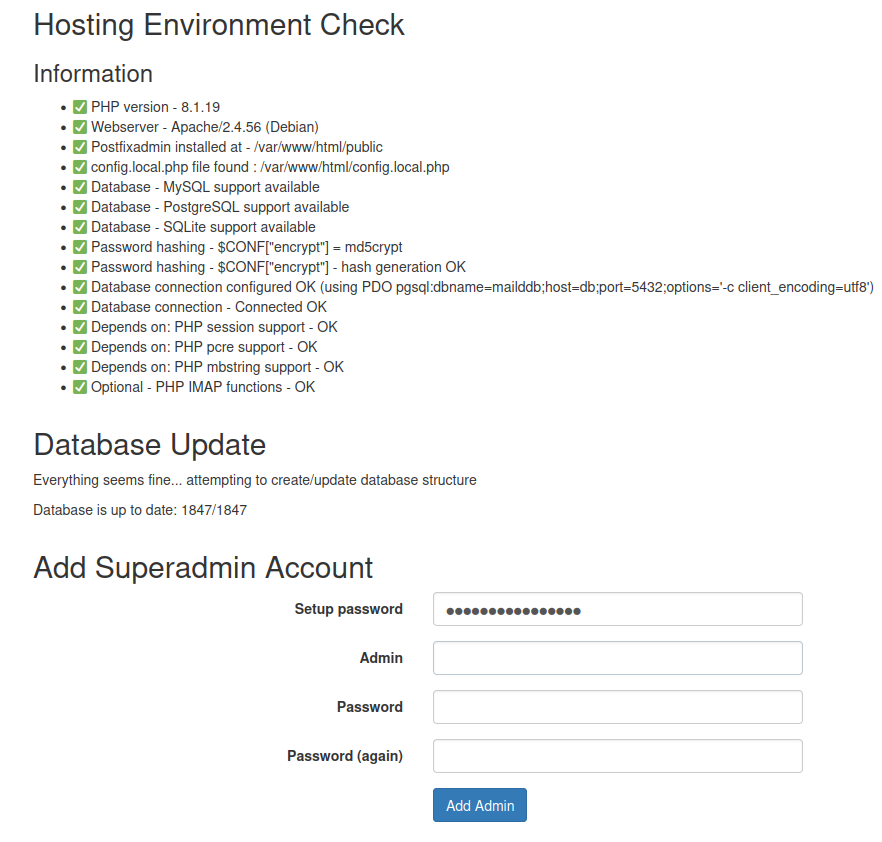 Hosting Environment Check
Information
• ✅ PHP version - 8.1.19
• ✅ Webserver - Apache/2.4.56 (Debian)
• ✅ Postfixadmin installed at - /var/www/html/public
• ✅ config.local.php file found : /var/www/html/config.local.php
• ✅ Database - MySQL support available
• ✅ Database - PostgreSQL support available
• ✅ Database - SQLite support available
• ✅ Password hashing - $CONF["encrypt"] = md5crypt
• ✅ Password hashing - $CONF["encrypt"] - hash generation OK
• ✅ Database connection configured OK (using PDO pgsql:dbname=mailddb;host=db;port=5432;options='-c client_encoding=utf8')
• ✅ Database connection - Connected OK
• ✅ Depends on: PHP session support - OK
• ✅ Depends on: PHP pcre support - OK
• ✅ Depends on: PHP mbstring support - OK
• ✅ Optional - PHP IMAP functions - OK
Database Update
Everything seems fine... attempting to create/update database structure
Database is up to date: 1847/1847
Add Superadmin Account
Setup password ●●●●●●●●●●●●●●●●
Admin
Password
Password (again)
Add Admin